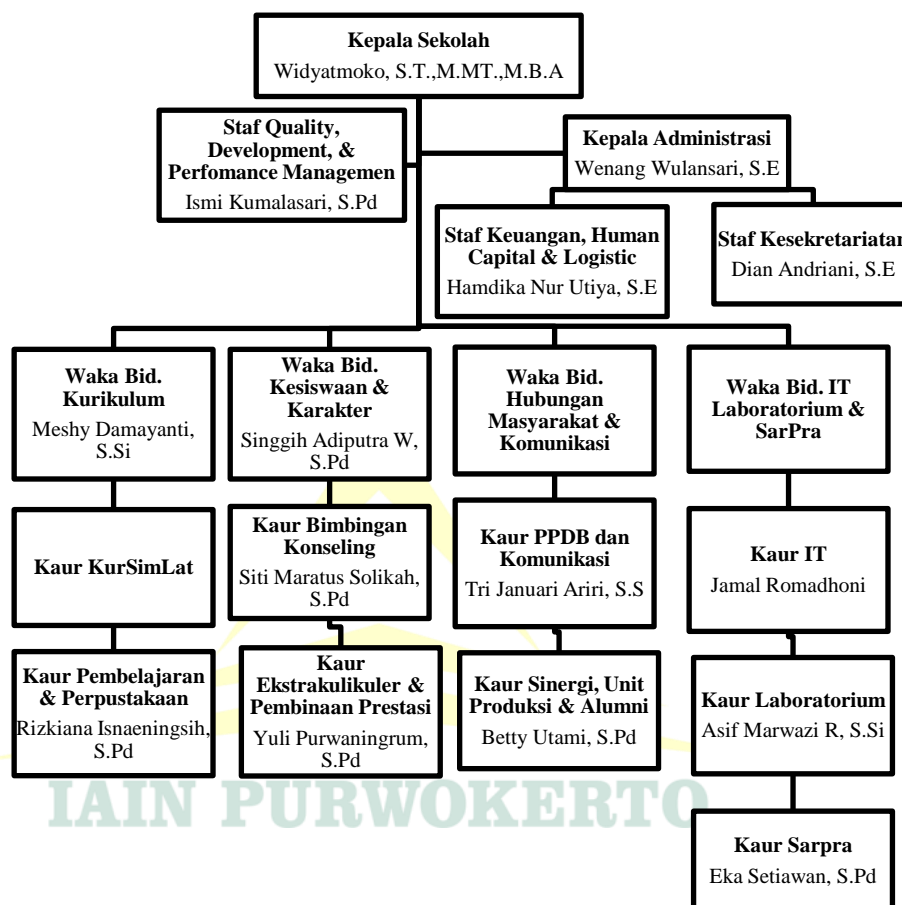 Kepala Sekolah
Widyatmoko, S.T.,M.MT.,M.B.A
Staf Quality,
Development, &
Perfomance Managemen
Ismi Kumalasari, S.Pd
Kepala Administrasi
Wenang Wulansari, S.E
Staf Keuangan, Human
Capital & Logistic
Hamdika Nur Utiya, S.E
Staf Kesekretariatan
Dian Andriani, S.E
Waka Bid.
Kurikulum
Meshy Damayanti,
S.Si
Waka Bid.
Kesiswaan &
Karakter
Singgih Adiputra W,
S.Pd
Waka Bid.
Hubungan
Masyarakat &
Komunikasi
Waka Bid. IT
Laboratorium &
SarPra
Kaur KurSimLat
Kaur Bimbingan
Konseling
Siti Maratus Solikah,
S.Pd
Kaur PPDB dan
Komunikasi
Tri Januari Ariri, S.S
Kaur IT
Jamal Romadhoni
Kaur Pembelajaran
& Perpustakaan
Rizkiana Isnaeningsih,
S.Pd
Kaur
Ekstrakulikuler &
Pembinaan Prestasi
Yuli Purwaningrum,
S.Pd
Kaur Sinergi, Unit
Produksi & Alumni
Betty Utami, S.Pd
Kaur Laboratorium
Asif Marwazi R, S.Si
Kaur Sarpra
Eka Setiawan, S.Pd
IAIN PURWOKERTO